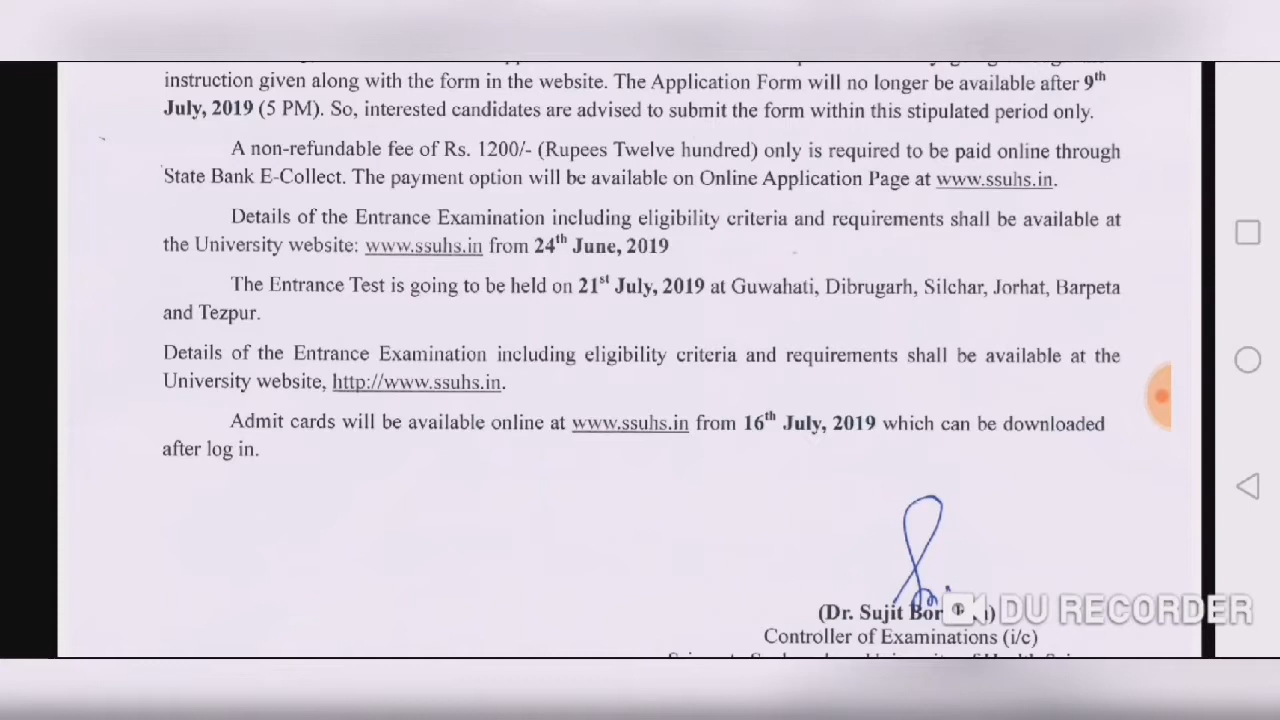 instruction given along with the form in the website. The Application Form will no longer be available after 9th
July, 2019 (5 PM). So, interested candidates are advised to submit the form within this stipulated period only.
A non-refundable fee of Rs. 1200/- (Rupees Twelve hundred) only is required to be paid online through
State Bank E-Collect. The payment option will be available on Online Application Page at www.ssuhs.in.
Details of the Entrance Examination including eligibility criteria and requirements shall be available at
the University website: www.ssuhs.in from 24th June, 2019
The Entrance Test is going to be held on 21st July, 2019 at Guwahati, Dibrugarh, Silchar, Jorhat, Barpeta
and Tezpur.
Details of the Entrance Examination including eligibility criteria and requirements shall be available at the
University website, http://www.ssuhs.in.
Admit cards will be available online at www.ssuhs.in from 16th July, 2019 which can be downloaded
after log in.
(Dr. Sujit
DU RECORDER
Controller of Examinations (i/c)